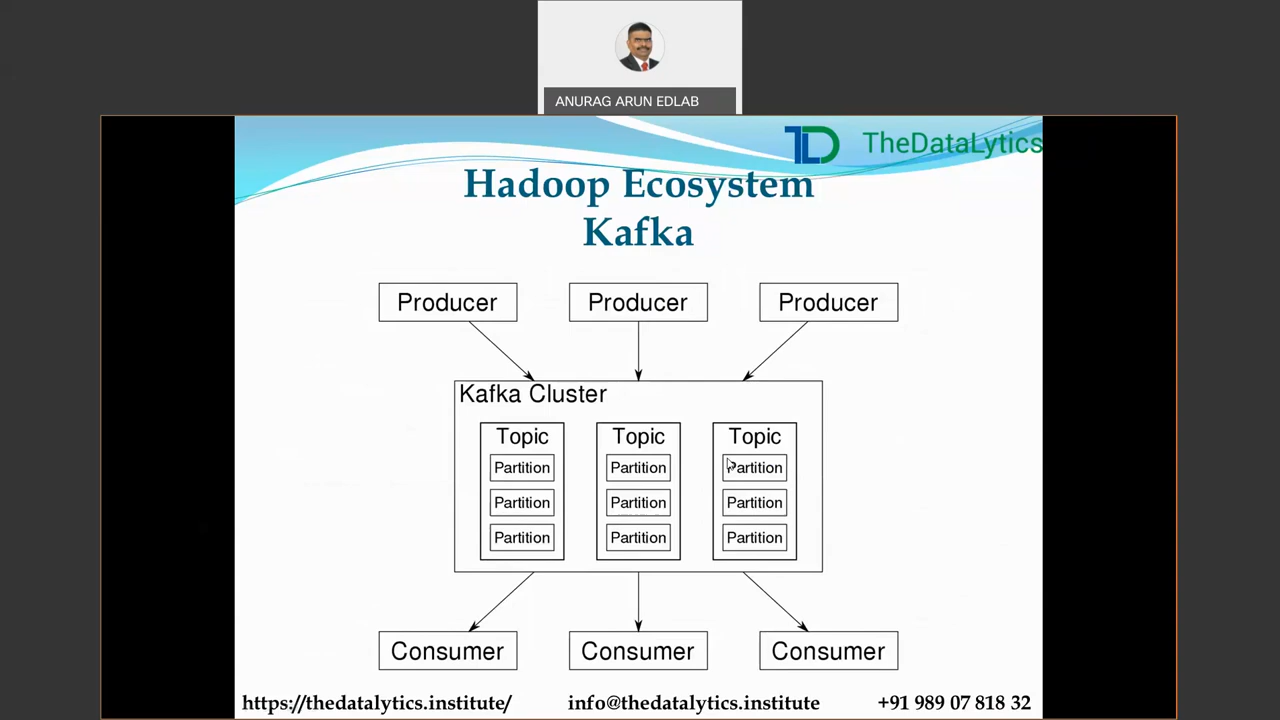 ANURAG ARUN EDLAB
TheDataLytics
Hadoop Ecosystem
Kafka
Producer Producer Producer
Kafka Cluster
Topic Topic Topic
Partition Partition Partition
Partition Partition Partition
Partition Partition Partition
Consumer Consumer Consumer
https://thedatalytics.institute/ info@thedatalytics.institute +91 989 07 818 32